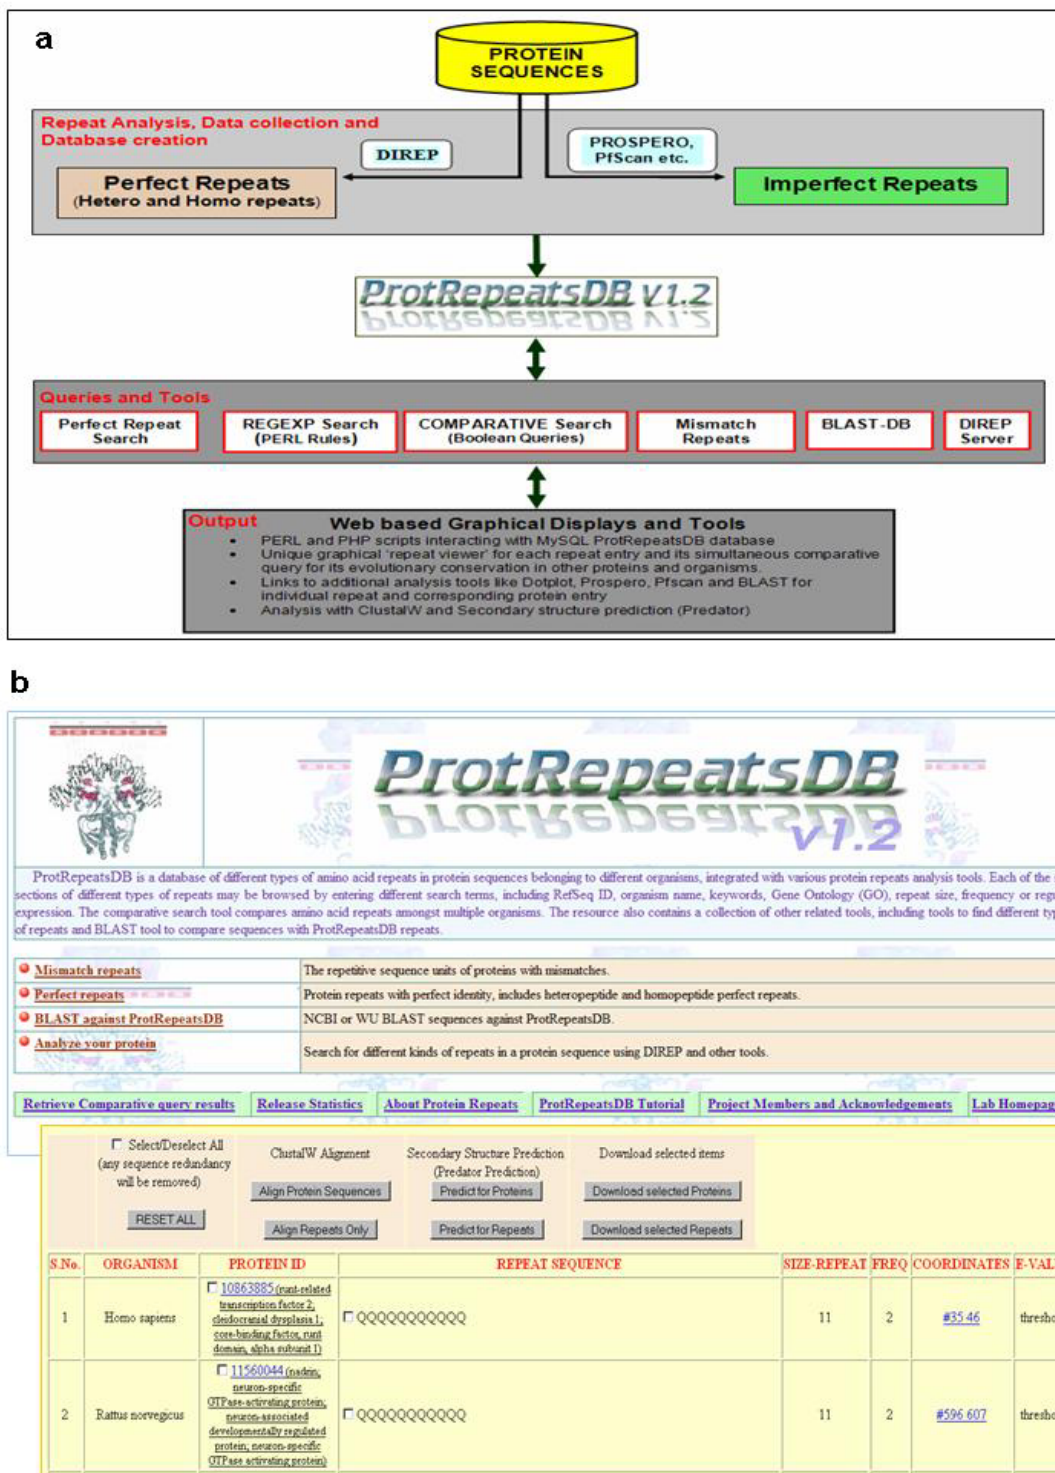 a
PROTEIN
SEQUENCES
Repeat Analysis, Data collection and
Database creation
DIREP
PROSPERO,
PfScan etc.
Perfect Repeats
(Hetero and Homo repeats)
Imperfect Repeats
ProtRepeatsDB v1.2
Queries and Tools
Perfect Repeat
Search
REGEXP Search
(PERL Rules)
COMPARATIVE Search
(Boolean Queries)
Mismatch
Repeats
BLAST-DB
DIREP
Server
Output
Web based Graphical Displays and Tools
• PERL and PHP scripts interacting with MySQL ProtRepeatsDB database
• Unique graphical 'repeat viewer' for each repeat entry and its simultaneous comparative
query for its evolutionary conservation in other proteins and organisms.
• Links to additional analysis tools like Dotplot, Prospero, Pfscan and BLAST for
individual repeat and corresponding protein entry
• Analysis with ClustalW and Secondary structure prediction (Predator)
b
ProtRepeatsDB
v1.2
ProtRepeatsDB is a database of different types of amino acid repeats in protein sequences belonging to different organisms, integrated with various protein repeats analysis tools. Each of the
sections of different types of repeats may be browsed by entering different search terms, including RefSeq ID, organism name, keywords, Gene Ontology (GO), repeat size, frequency or regu
expression. The comparative search tool compares amino acid repeats amongst multiple organisms. The resource also contains a collection of other related tools, including tools to find different typ
of repeats and BLAST tool to compare sequences with ProtRepeatsDB repeats.
Mismatch repeats
The repetitive sequence units of proteins with mismatches.
Perfect repeats
Protein repeats with perfect identity, includes heteropeptide and homopeptide perfect repeats.
BLAST against ProtRepeatsDB
NCBI or WU BLAST sequences against ProtRepeatsDB.
Analyze your protein
Search for different kinds of repeats in a protein sequence using DIREP and other tools.
Retrieve Comparative query results Release Statistics About Protein Repeats ProtRepeatsDB Tutorial Project Members and Acknowledgements Lab Homepag
Select/Deselect All
(any sequence redundancy
will be removed)
RESET ALL
ClustalW Alignment
Align Protein Sequences
Align Repeats Only
Secondary Structure Prediction
(Predator Prediction)
Predict for Proteins
Predict for Repeats
Download selected items
Download selected Proteins
Download selected Repeats
S.No. ORGANISM PROTEIN ID REPEAT SEQUENCE SIZE-REPEAT FREQ COORDINATES E-VAL
1 Homo sapiens
10863885 (runt-related
transcription factor 2;
cleidocranial dysplasia 1;
core-binding factor, runt
domain, alpha subunit 1)
QQQQQQQQQQQ 11 2 #35 46 thresho
2 Rattus norvegicus
11560044 (nadrin;
neuron-specific
GTPase-activating protein;
neuron-associated
developmentally regulated
protein; neuron-specific
GTPase activating protein)
QQQQQQQQQQQ 11 2 #596 607 thresho